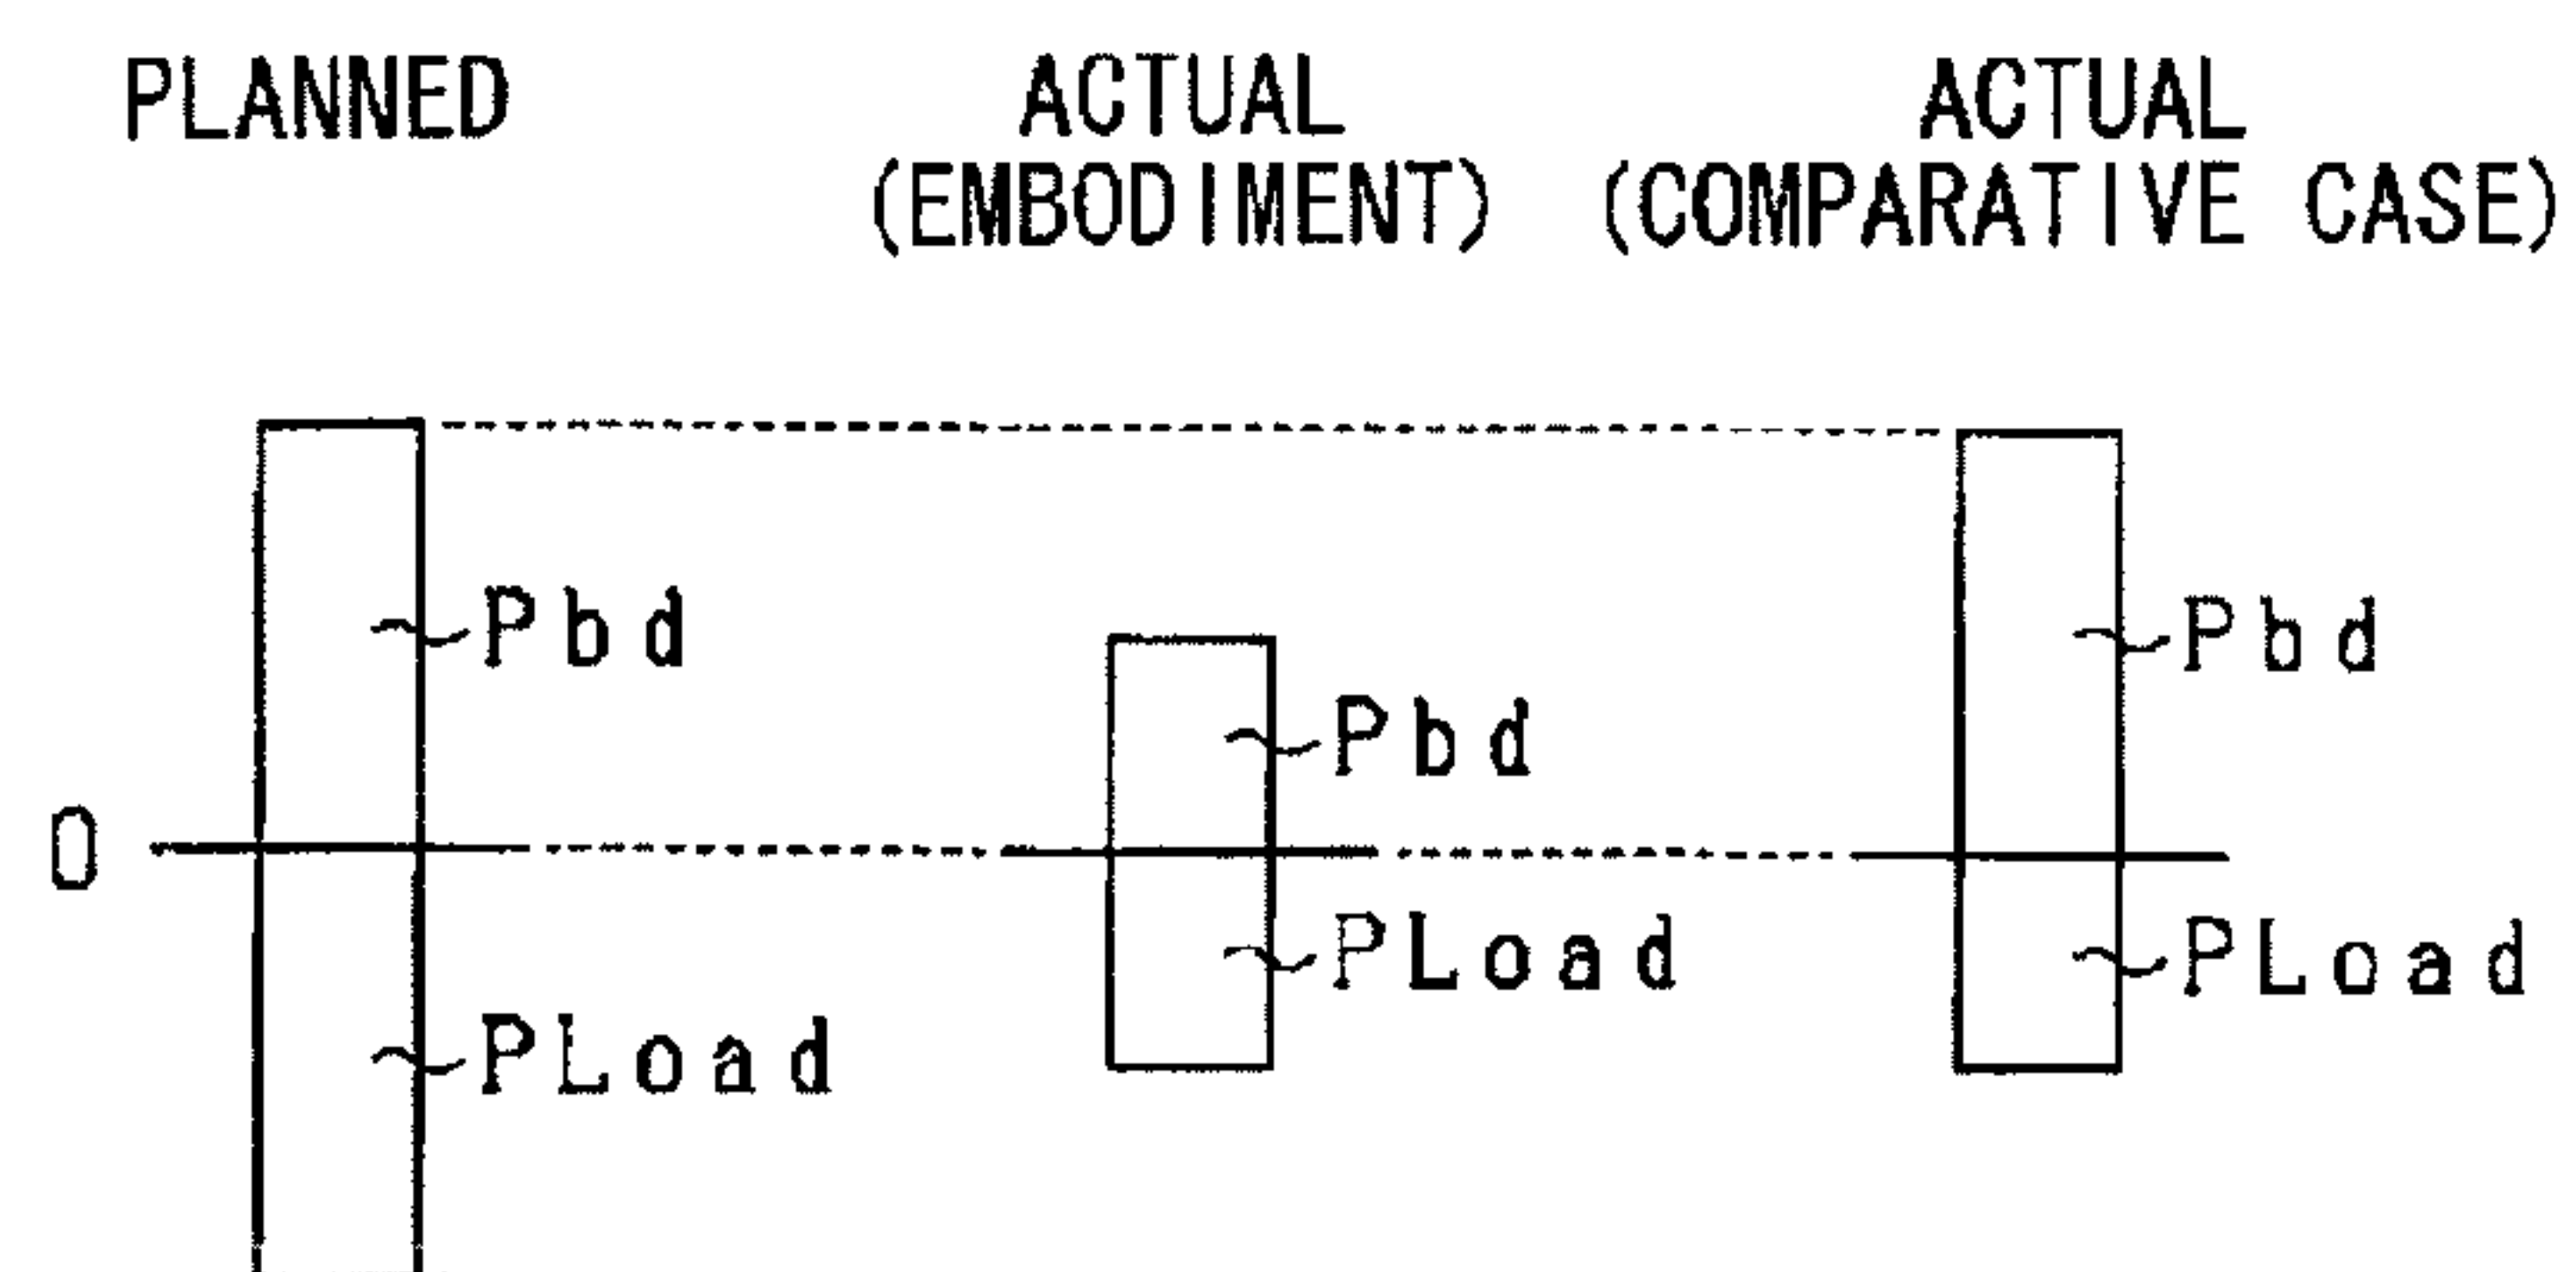 PLANNED
ACTUAL
(EMBODIMENT)
ACTUAL
(COMPARATIVE CASE)
Pbd
Pbd
Pbd
0
PLoad
PLoad
PLoad